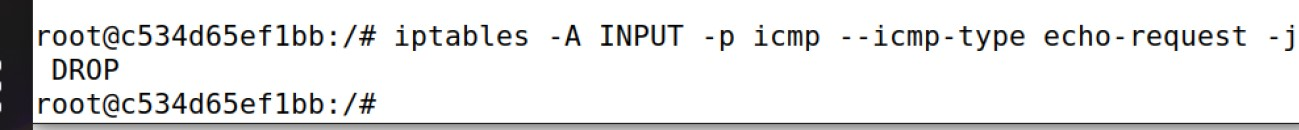 root@c534d65ef1bb:/# iptables -A INPUT -p icmp --icmp-type echo-request -j
 DROP
root@c534d65ef1bb:/#